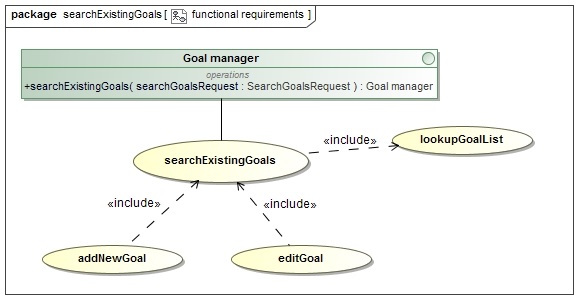 package searchExistingGoals [ functional requirements ]
Goal manager
operations
+searchExistingGoals( searchGoalsRequest : SearchGoalsRequest ) : Goal manager
«include»
lookupGoalList
searchExistingGoals
«include»
«include»
addNewGoal
editGoal